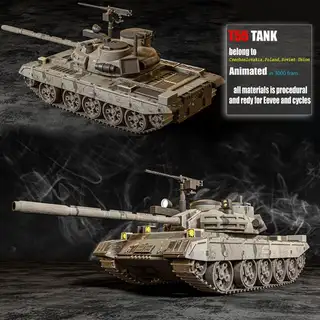 T55 TANK
belong to
Czechoslovakia, Poland, Soviet Union
Animated in 3000 frame
all materials is procedural
and redy for Eevee and cycles